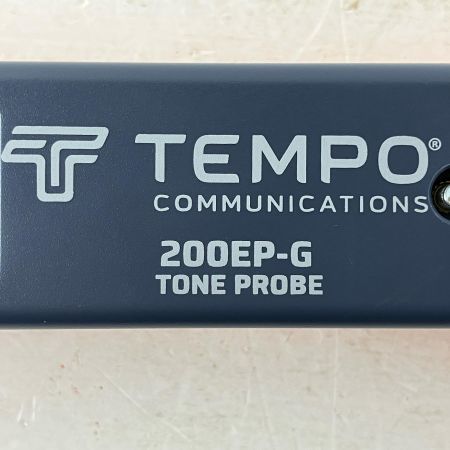 TEMPO®
COMMUNICATIONS
200EP-G
TONE PROBE